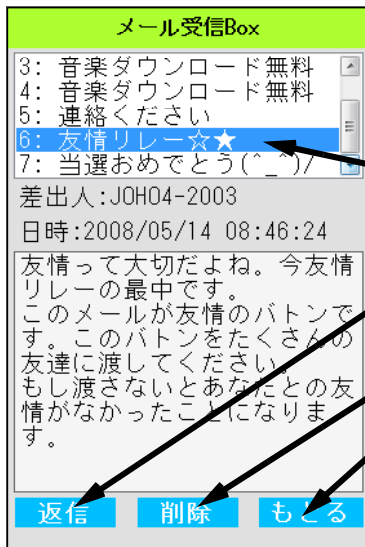 メール受信Box
3: 音楽ダウンロード無料
4: 音楽ダウンロード無料
5: 連絡ください
6: 友情リレー☆★
7: 当選おめでとう(^_^)/
差出人:JOHO4-2003
日時:2008/05/14 08:46:24
友情って大切だよね。今友情
リレーの最中です。
このメールが友情のバトンで
す。このバトンをたくさんの
友達に渡してください。
もし渡さないとあなたとの友
情がなかったことになりま
す。
返信 削除 もどる